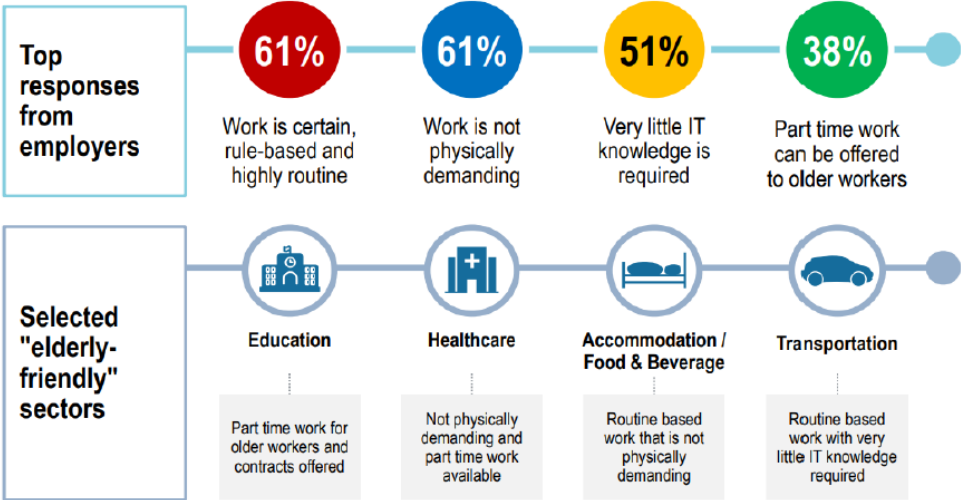 Top
responses
from
employers
61%
61%
51%
38%
Work is certain,
rule-based and
highly routine
Work is not
physically
demanding
Very little IT
knowledge is
required
Part time work
can be offered
to older workers
Selected
"elderly-
friendly"
sectors
Education
Healthcare
Accommodation /
Food & Beverage
Transportation
Part time work for
older workers and
contracts offered
Not physically
demanding and
part time work
available
Routine based
work that is not
physically
demanding
Routine based
work with very
little IT knowledge
required